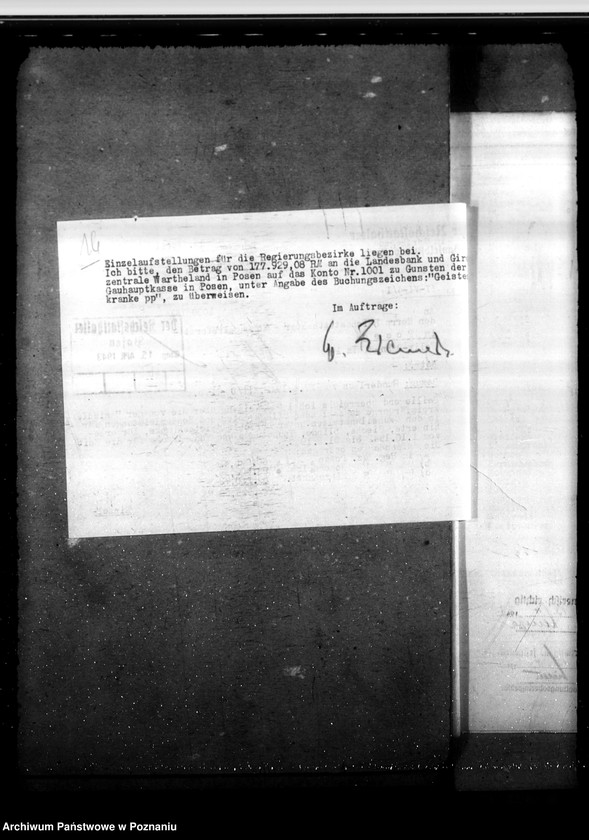 14
Einzelaufstellungen für die Regierungsbezirke liegen bei.
Ich bitte, den Betrag von 177.929,08 RM an die Landesbank und Gir
zentrale Wartheland in Posen auf das Konto Nr.1001 zu Gunsten der
Gauhauptkasse in Posen, unter Angabe des Buchungszeichens:"Geiste
kranke pp", zu überweisen.
Im Auftrage:
Archiwum Państwowe w Poznaniu